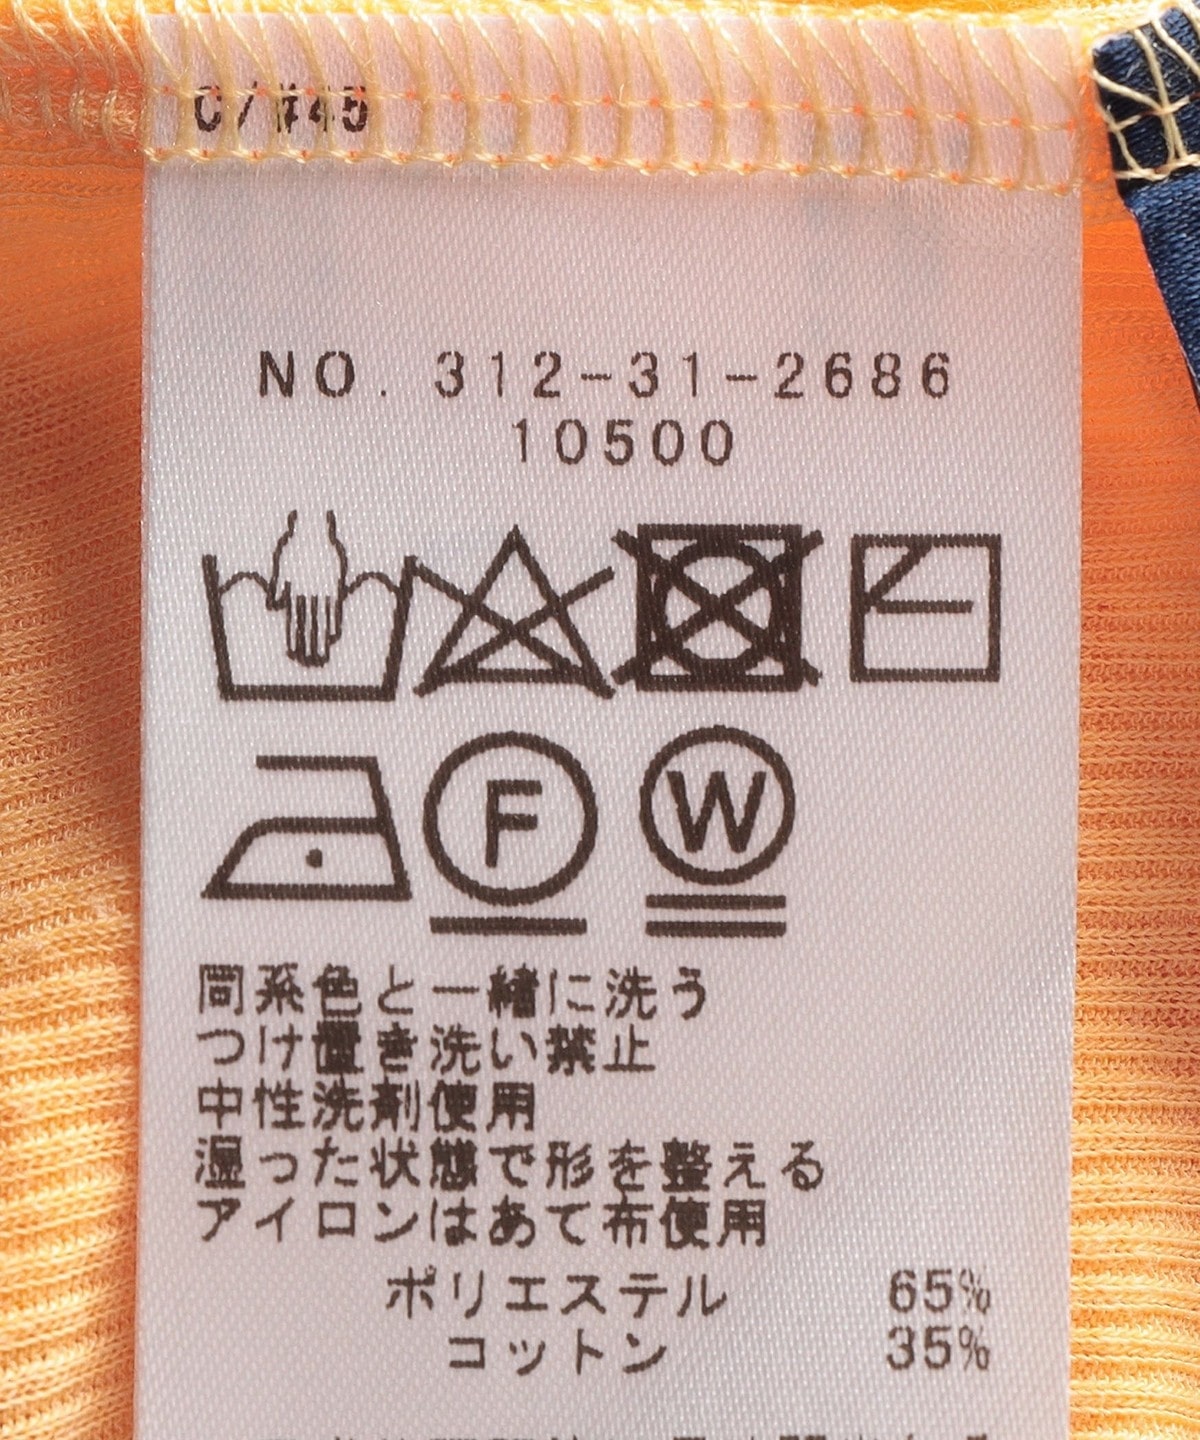 C/#45
NO. 312-31-2686
10500
F
W
同系色と一緒に洗う
つけ置き洗い禁止
中性洗剤使用
湿った状態で形を整える
アイロンはあて布使用
ポリエステル 65%
コットン 35%